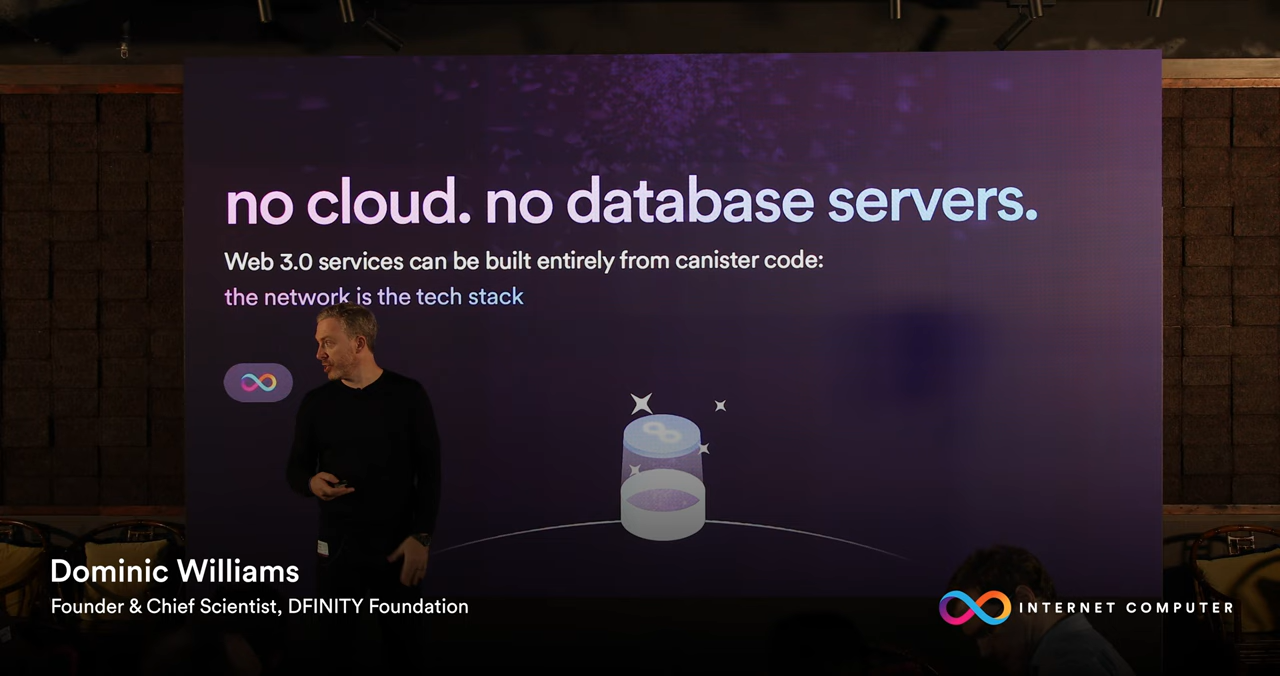 no cloud. no database servers.
Web 3.0 services can be built entirely from canister code:
the network is the tech stack
Dominic Williams
Founder & Chief Scientist, DFINITY Foundation
INTERNET COMPUTER